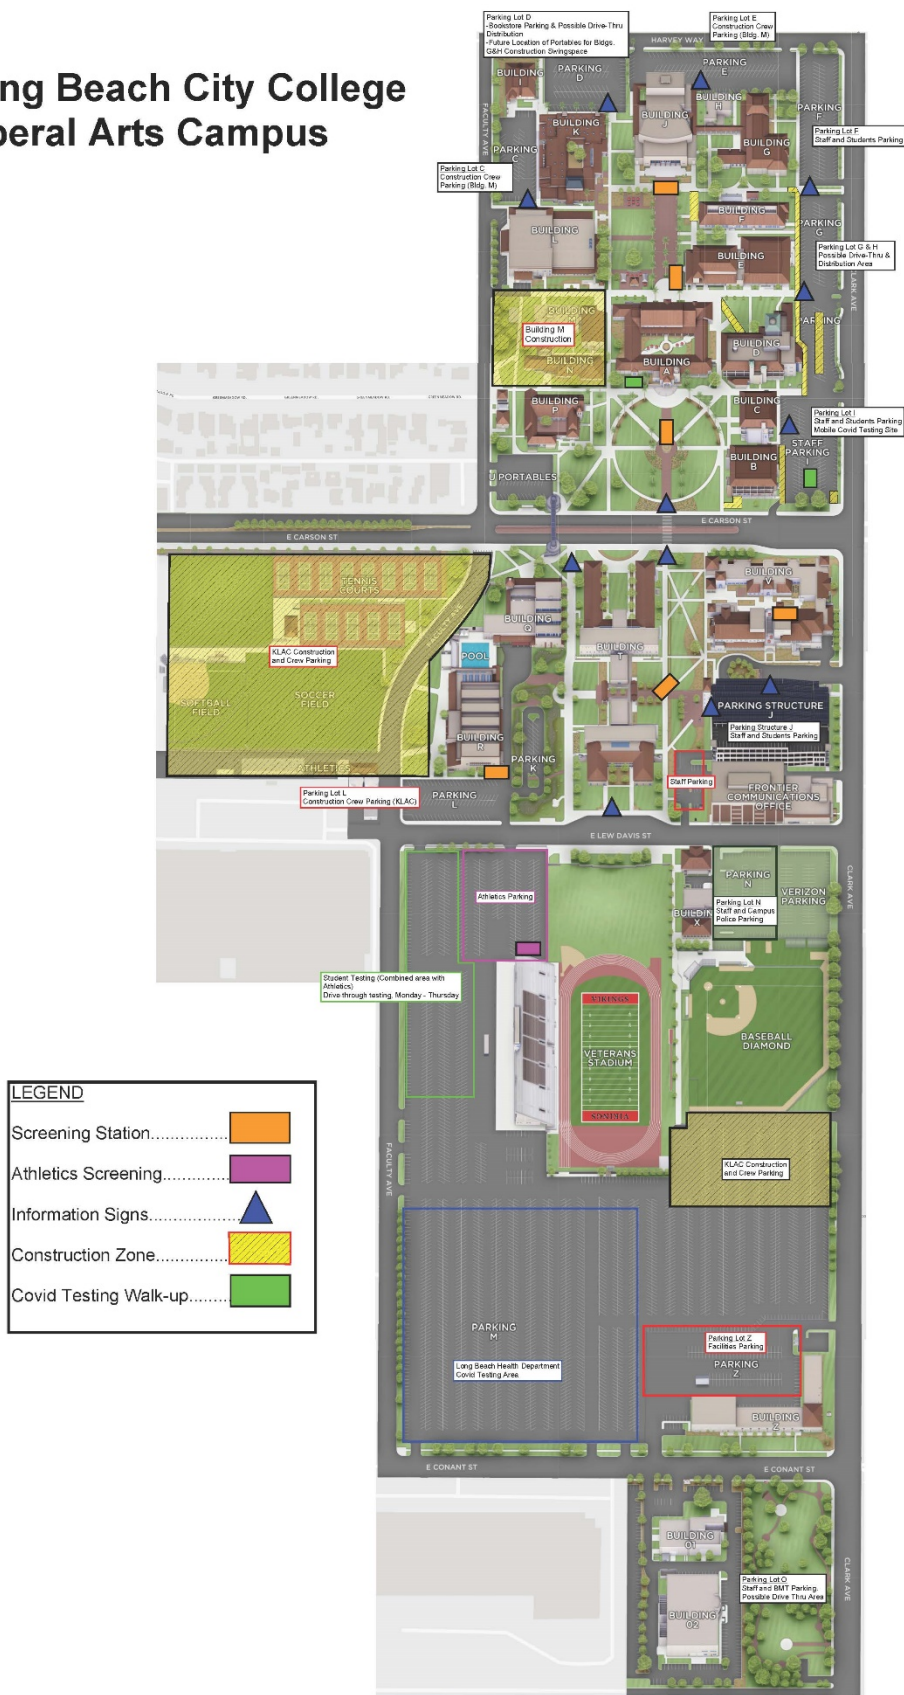 ng Beach City College
beral Arts Campus
Parking Lot D
-Bookstore Parking & Possible Drive-Thru
Distribution
-Future Location of Portables for Bldgs.
G&H Construction Swingspace
Parking Lot E
Construction Crew
Parking (Bldg. M)
HARVEY WAY
BUILDING
I
PARKING
D
PARKING
E
BUILDING
H
BUILDING
J
BUILDING
K
FACULTY AVE
PARKING
F
Parking Lot F
Staff and Students Parking
PARKING
C
BUILDING
G
Parking Lot C
Construction Crew
Parking (Bldg. M)
BUILDING
F
BUILDING
L
PARKING
G
BUILDING
E
Parking Lot G & H
Possible Drive-Thru &
Distribution Area
CLARK AVE
BUILDING
Building M
Construction
BUILDING
N
PARKING
BUILDING
A
BUILDING
D
BUILDING
P
BUILDING
C
Parking Lot I
Staff and Students Parking
Mobile Covid Testing Site
STAFF
PARKING
I
BUILDING
B
U PORTABLES
E CARSON ST
E CARSON ST
TENNIS
COURTS
FACULTY AVE
BUILDING
Q
BUILDING
V
KLAC Construction
and Crew Parking
POOL
BUILDING
SOFTBALL
FIELD
SOCCER
FIELD
PARKING STRUCTURE
J
Parking Structure J
Staff and Students Parking
BUILDING
R
PARKING
K
ATHLETICS
Staff Parking
FRONTIER
COMMUNICATIONS
OFFICE
Parking Lot L
Construction Crew Parking (KLAC)
PARKING
L
E LEW DAVIS ST
Athletics Parking
PARKING
N
VERIZON
PARKING
CLARK AVE
Parking Lot N
Staff and Campus
Police Parking
BUILDIN
X
Student Testing (Combined area with
Athletics)
Drive through testing, Monday - Thursday
VIKINGS
VETERANS
STADIUM
BASEBALL
DIAMOND
LEGEND
Screening Station
Athletics Screening
Information Signs
Construction Zone
Covid Testing Walk-up
FACULTY AVE
KLAC Construction
and Crew Parking
PARKING
M
Long Beach Health Department
Covid Testing Area
Parking Lot Z
Facilities Parking
PARKING
Z
BUILDING
Z
E CONANT ST
E CONANT ST
BUILDING
O1
BUILDING
O2
Parking Lot O
Staff and BMT Parking.
Possible Drive Thru Area
CLARK AVE